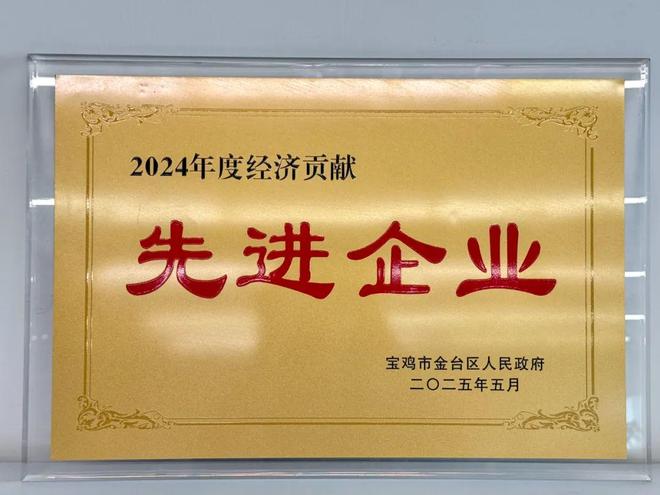 2024年度经济贡献
先进企业
宝鸡市金台区人民政府
二〇二五年五月